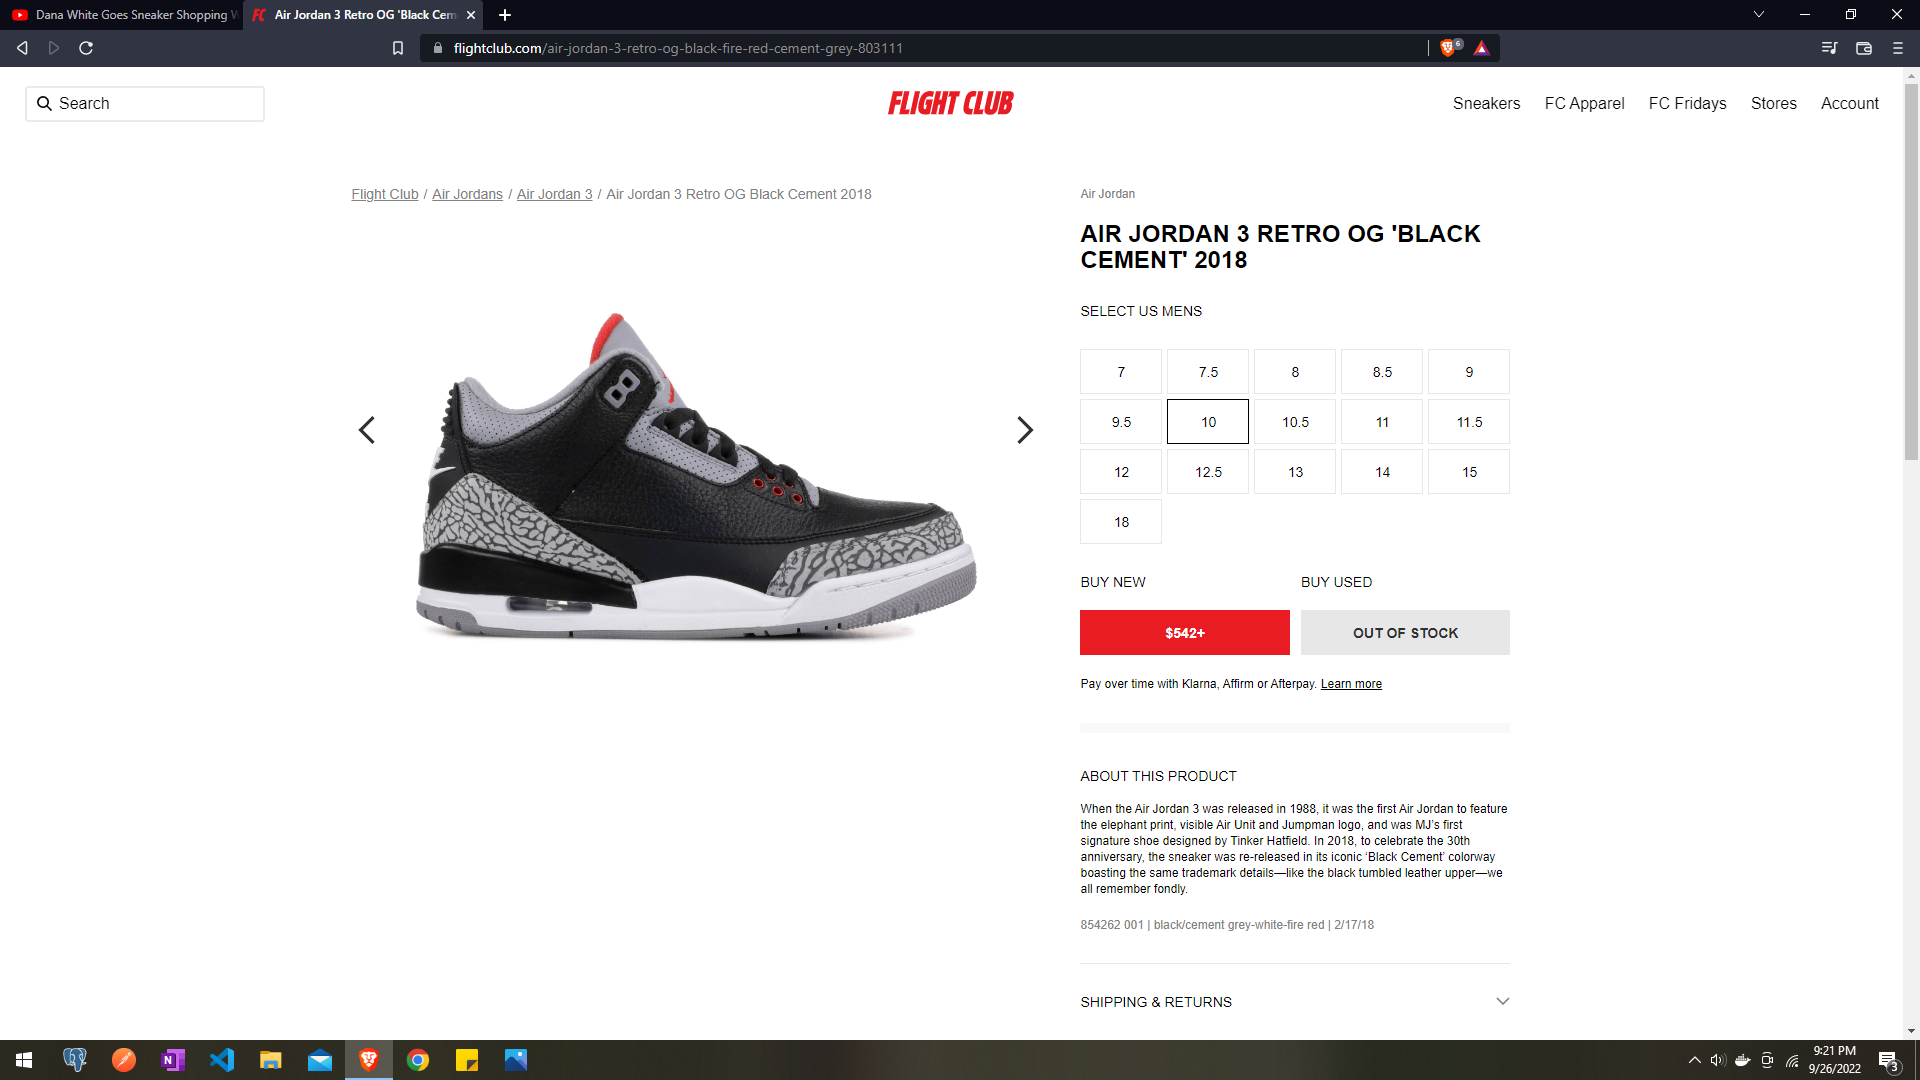 Dana White Goes Sneaker Shopping W
FC Air Jordan 3 Retro OG 'Black Cem
flightclub.com/air-jordan-3-retro-og-black-fire-red-cement-grey-803111
6
Search
FLIGHT CLUB
Sneakers FC Apparel FC Fridays Stores Account
Flight Club / Air Jordans / Air Jordan 3 / Air Jordan 3 Retro OG Black Cement 2018
Air Jordan
AIR JORDAN 3 RETRO OG 'BLACK
CEMENT' 2018
SELECT US MENS
7 7.5 8 8.5 9
9.5 10 10.5 11 11.5
12 12.5 13 14 15
18
BUY NEW BUY USED
$542+ OUT OF STOCK
Pay over time with Klarna, Affirm or Afterpay. Learn more
ABOUT THIS PRODUCT
When the Air Jordan 3 was released in 1988, it was the first Air Jordan to feature
the elephant print, visible Air Unit and Jumpman logo, and was MJ’s first
signature shoe designed by Tinker Hatfield. In 2018, to celebrate the 30th
anniversary, the sneaker was re-released in its iconic ‘Black Cement’ colorway
boasting the same trademark details—like the black tumbled leather upper—we
all remember fondly.
854262 001 | black/cement grey-white-fire red | 2/17/18
SHIPPING & RETURNS
N
9:21 PM
9/26/2022
3